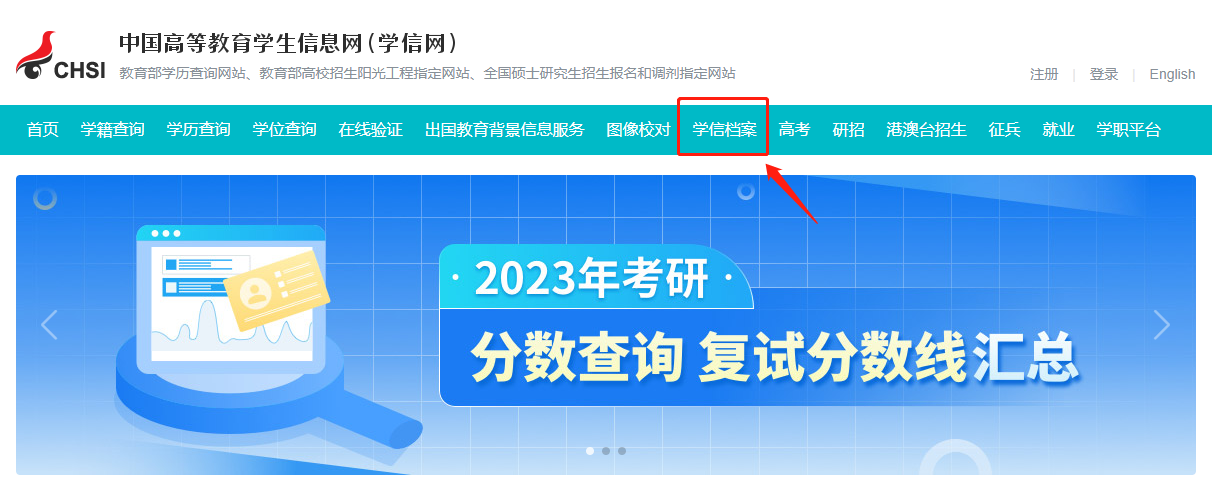 中国高等教育学生信息网(学信网)
CHSI
教育部学历查询网站、教育部高校招生阳光工程指定网站、全国硕士研究生招生报名和调剂指定网站
注册 | 登录 | English
首页 学籍查询 学历查询 学位查询 在线验证 出国教育背景信息服务 图像校对 学信档案 高考 研招 港澳台招生 征兵 就业 学职平台
· 2023年考研 ·
分数查询 复试分数线汇总